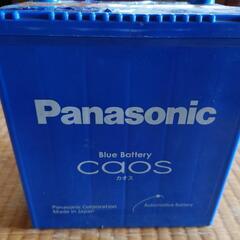 Panasonic
Blue Battery
caos
カオス
Panasonic Corporation
Made in Japan
Automotive Battery